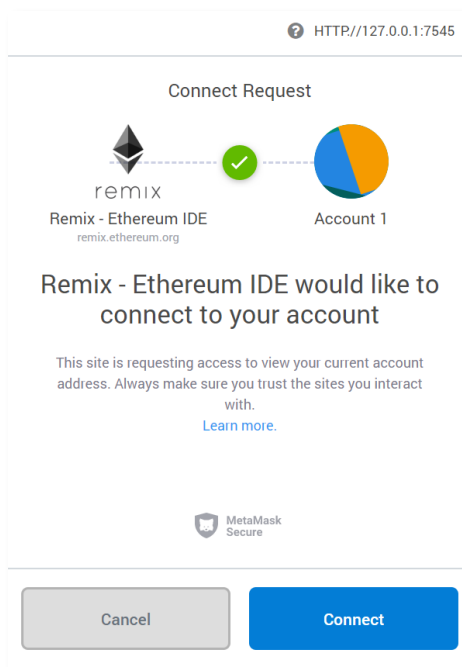 ? HTTP://127.0.0.1:7545
Connect Request
remix
Remix - Ethereum IDE
remix.ethereum.org
Account 1
Remix - Ethereum IDE would like to
connect to your account
This site is requesting access to view your current account
address. Always make sure you trust the sites you interact
with.
Learn more.
MetaMask
Secure
Cancel
Connect